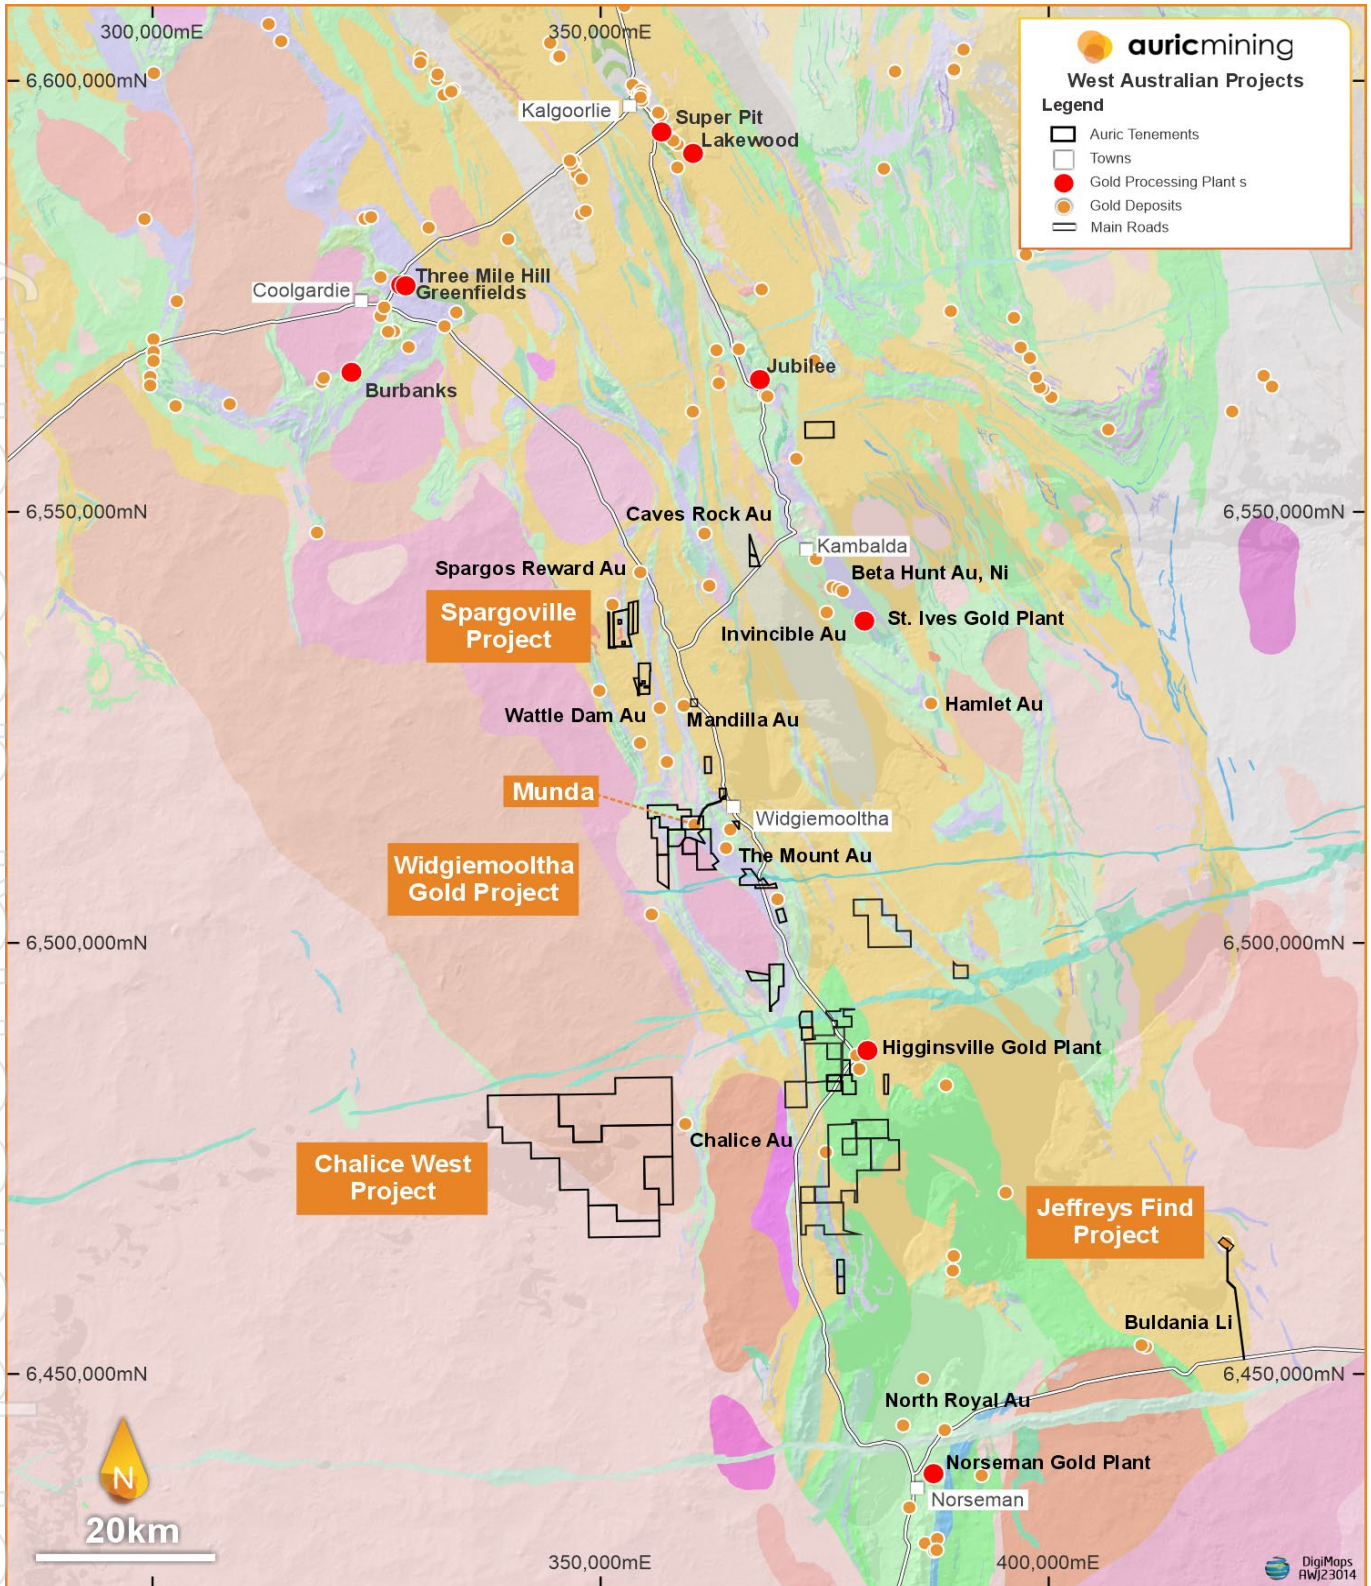 300,000mE
350,000mE
6,600,000mN
auricmining
West Australian Projects
Legend
Auric Tenements
Towns
Gold Processing Plant s
Gold Deposits
Main Roads
Kalgoorlie
Super Pit
Lakewood
Three Mile Hill
Greenfields
Coolgardie
Jubilee
Burbanks
6,550,000mN
6,550,000mN
Caves Rock Au
Kambalda
Spargos Reward Au
Beta Hunt Au, Ni
Spargoville
Project
St. Ives Gold Plant
Invincible Au
Hamlet Au
Wattle Dam Au
Mandilla Au
Munda
Widgiemooltha
The Mount Au
Widgiemooltha
Gold Project
6,500,000mN
6,500,000mN
Higginsville Gold Plant
Chalice Au
Chalice West
Project
Jeffreys Find
Project
Buldania Li
6,450,000mN
6,450,000mN
North Royal Au
Norseman Gold Plant
N
Norseman
20km
350,000mE
400,000mE
DigiMaps
AWJ23014